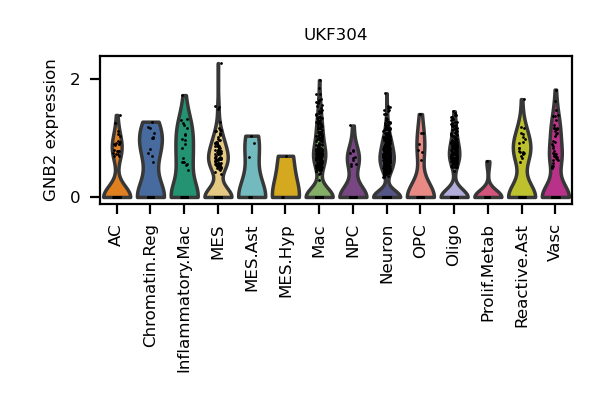 UKF304
GNB2 expression
2
0
AC
Chromatin.Reg
Inflammatory.Mac
MES
MES.Ast
MES.Hyp
Mac
NPC
Neuron
OPC
Oligo
Prolif.Metab
Reactive.Ast
Vasc